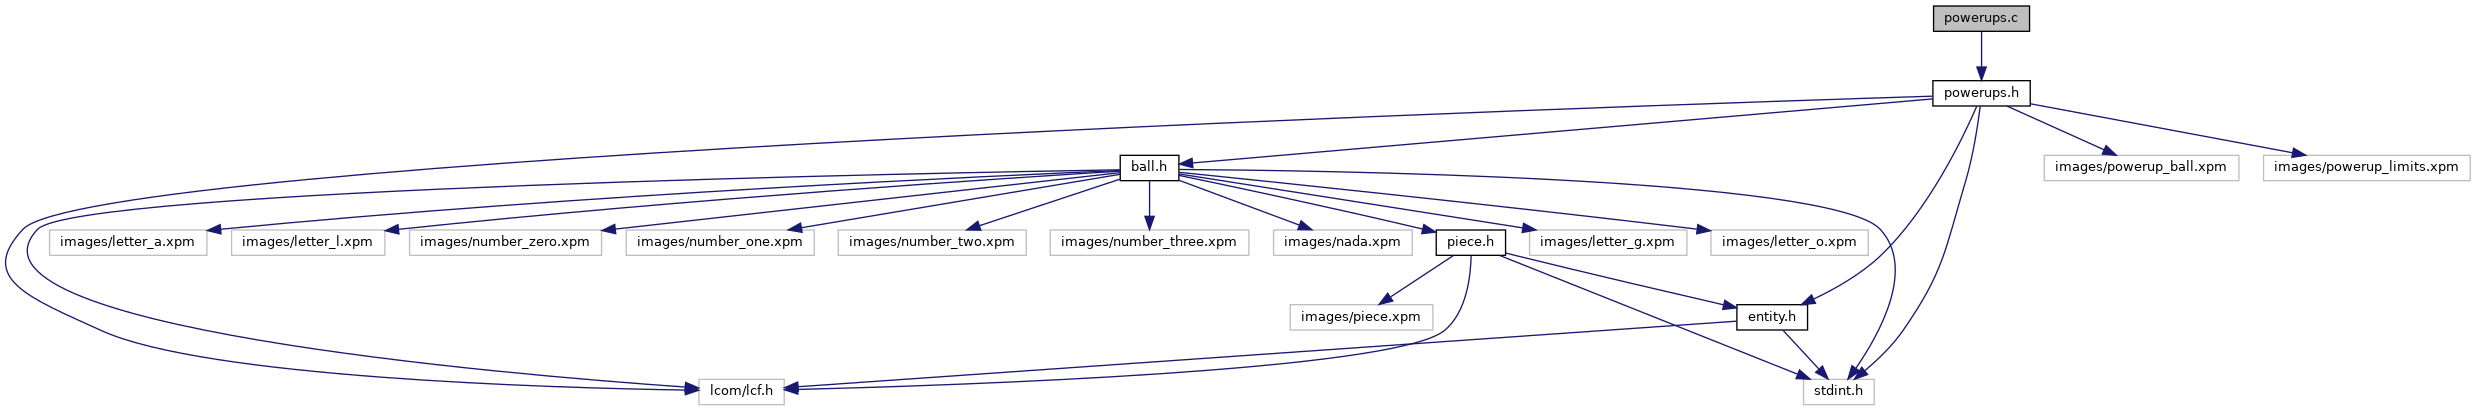 powerups.c
powerups.h
ball.h
images/powerup_ball.xpm
images/powerup_limits.xpm
images/letter_a.xpm
images/letter_l.xpm
images/number_zero.xpm
images/number_one.xpm
images/number_two.xpm
images/number_three.xpm
images/nada.xpm
piece.h
images/letter_g.xpm
images/letter_o.xpm
images/piece.xpm
entity.h
lcom/lcf.h
stdint.h